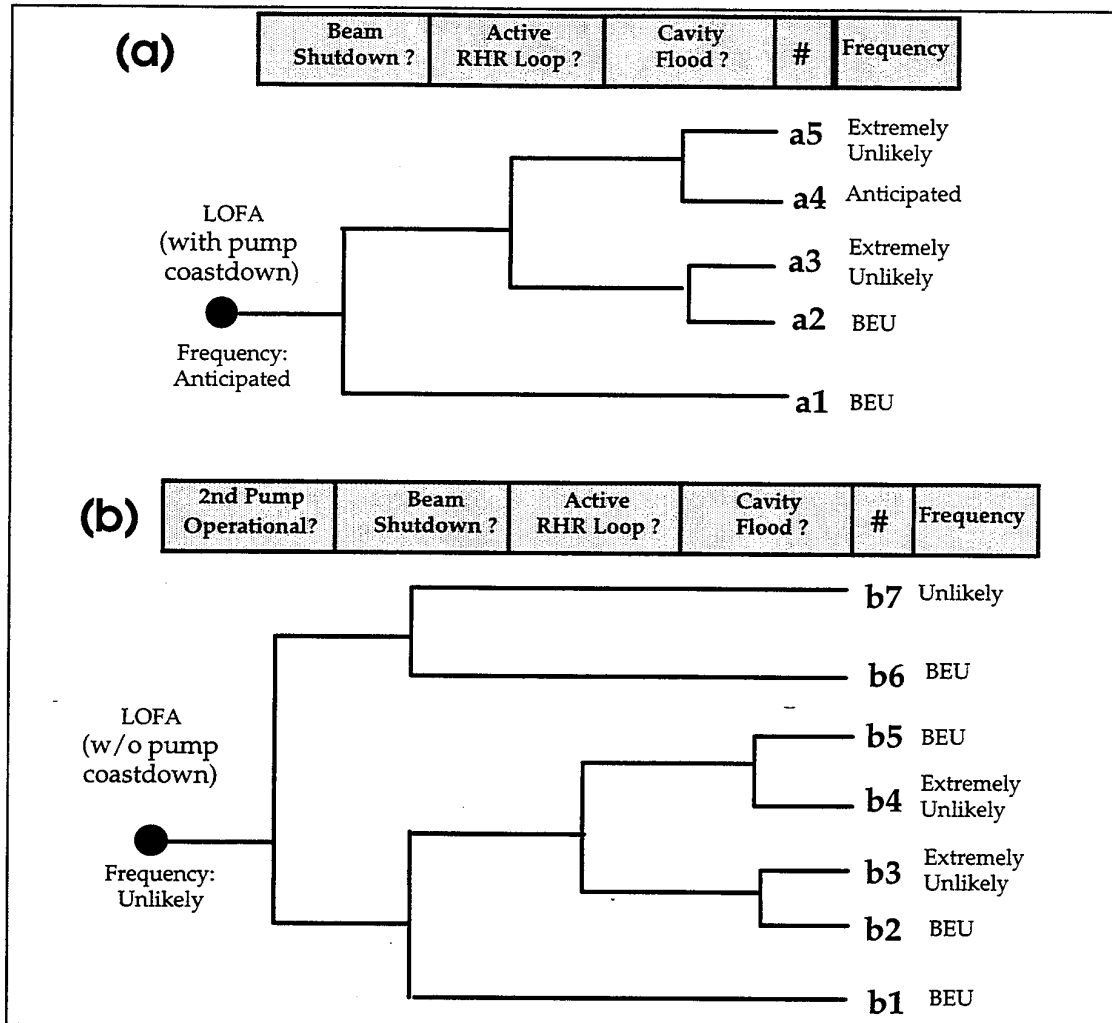 (a)
Beam
Shutdown ?
Active
RHR Loop ?
Cavity
Flood ?
#
Frequency
a5 Extremely
Unlikely
a4 Anticipated
LOFA
(with pump
coastdown)
a3 Extremely
Unlikely
a2 BEU
Frequency:
Anticipated
a1 BEU
(b)
2nd Pump
Operational?
Beam
Shutdown ?
Active
RHR Loop ?
Cavity
Flood ?
#
Frequency
b7 Unlikely
b6 BEU
LOFA
(w/o pump
coastdown)
b5 BEU
b4 Extremely
Unlikely
Frequency:
Unlikely
b3 Extremely
Unlikely
b2 BEU
b1 BEU